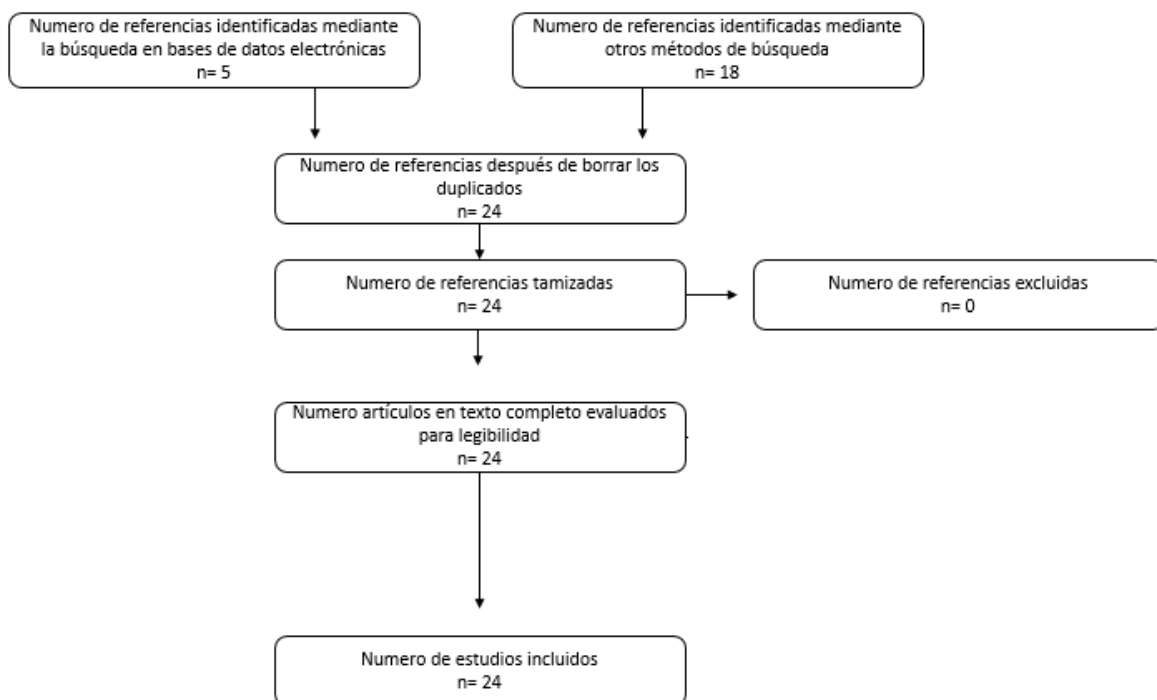 Numero de referencias identificadas mediante
la búsqueda en bases de datos electrónicas
n= 5
Numero de referencias identificadas mediante
otros métodos de búsqueda
n= 18
Numero de referencias después de borrar los
duplicados
n= 24
Numero de referencias tamizadas
n= 24
Numero de referencias excluidas
n= 0
Numero artículos en texto completo evaluados
para legibilidad
n= 24
Numero de estudios incluidos
n= 24